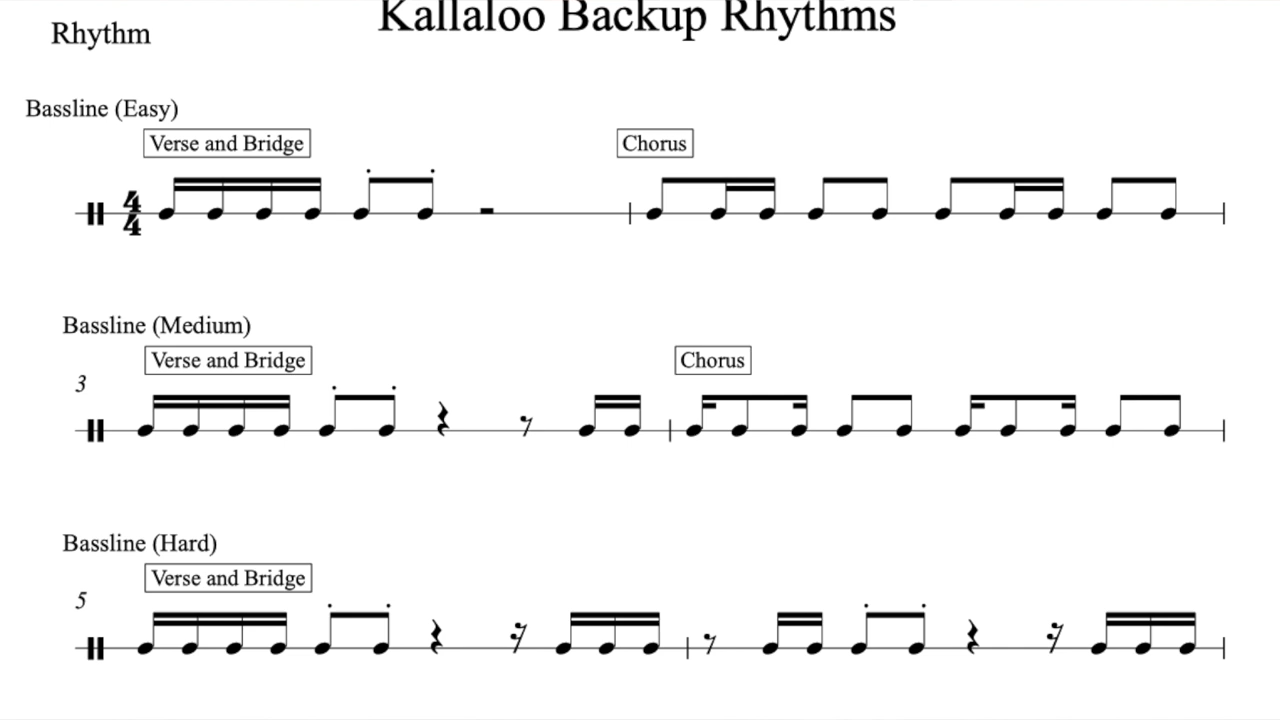 Kallaloo Backup Rhythms
Rhythm
Bassline (Easy)
Verse and Bridge
Chorus
4
4
Bassline (Medium)
Verse and Bridge
Chorus
3
Bassline (Hard)
Verse and Bridge
5